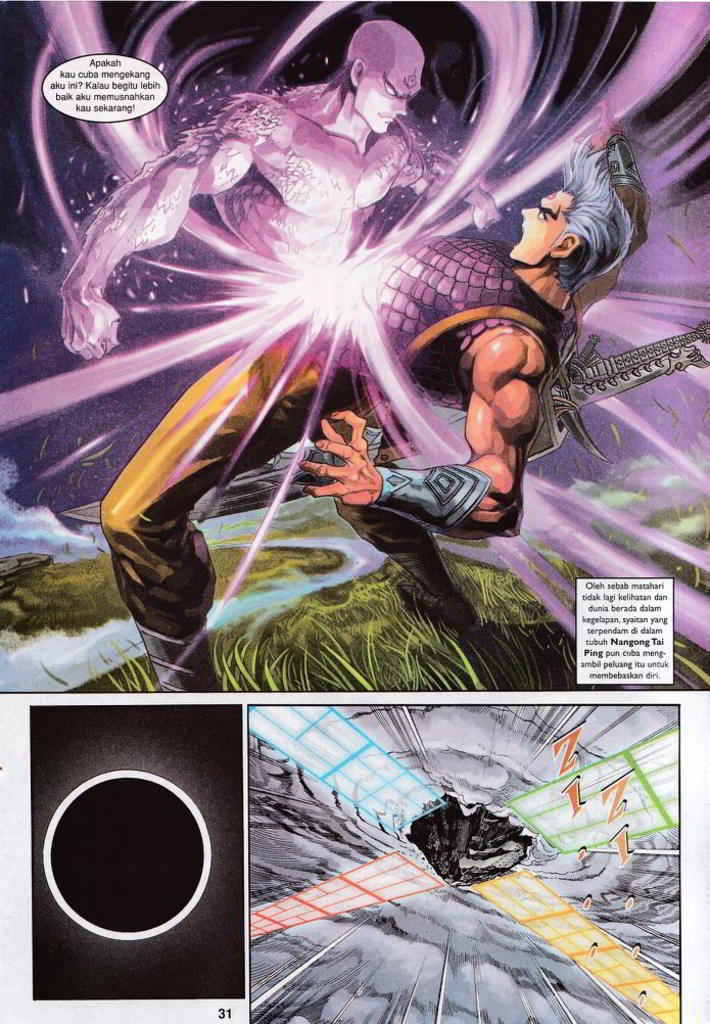 Apakah
kau cuba mengekang
aku ini? Kalau begitu lebih
baik aku memusnahkan
kau sekarang!
Oleh sebab matahari
tidak lagi kelihatan dan
dunia berada dalam
kegelapan, syaitan yang
terpendam di dalam
tubuh Nangong Tai
Ping pun cuba meng-
ambil peluang itu untuk
membebaskan diri.
ZZ
ZZ
31